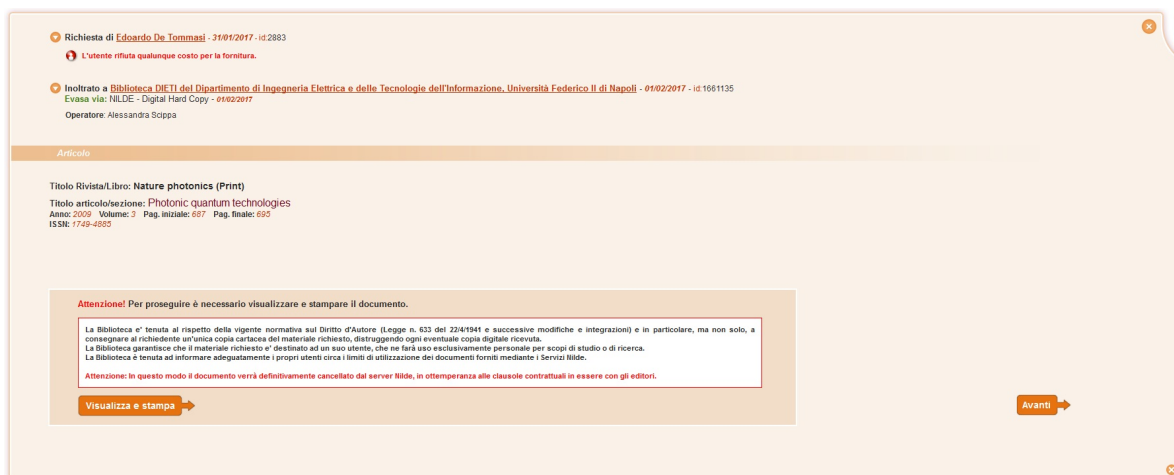 Richiesta di Edoardo De Tommasi - 31/01/2017 - id:2883
L'utente rifiuta qualunque costo per la fornitura.
Inoltrato a Biblioteca DIETI del Dipartimento di Ingegneria Elettrica e delle Tecnologie dell'Informazione, Università Federico II di Napoli - 01/02/2017 - id:1661135
Evasa via: NILDE - Digital Hard Copy - 01/02/2017
Operatore: Alessandra Scippa
Articolo
Titolo Rivista/Libro: Nature photonics (Print)
Titolo articolo/sezione: Photonic quantum technologies
Anno: 2009 Volume: 3 Pag. iniziale: 687 Pag. finale: 695
ISSN: 1749-4885
Attenzione! Per proseguire è necessario visualizzare e stampare il documento.
La Biblioteca e' tenuta al rispetto della vigente normativa sul Diritto d'Autore (Legge n. 633 del 22/4/1941 e successive modifiche e integrazioni) e in particolare, ma non solo, a
consegnare al richiedente un'unica copia cartacea del materiale richiesto, distruggendo ogni eventuale copia digitale ricevuta.
La Biblioteca garantisce che il materiale richiesto e' destinato ad un suo utente, che ne farà uso esclusivamente personale per scopi di studio o di ricerca.
La Biblioteca è tenuta ad informare adeguatamente i propri utenti circa i limiti di utilizzazione dei documenti forniti mediante i Servizi Nilde.
Attenzione: In questo modo il documento verrà definitivamente cancellato dal server Nilde, in ottemperanza alle clausole contrattuali in essere con gli editori.
Visualizza e stampa
Avanti